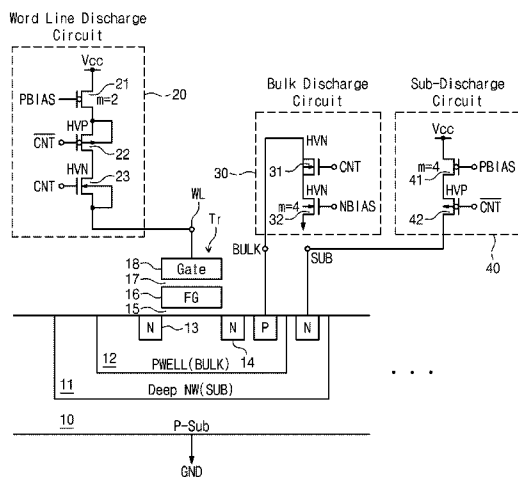 Word Line Discharge
Circuit
Vcc
21
PBIAS
m=2
20
HVP
CNT
22
HVN
CNT
23
Bulk Discharge
Circuit
HVN
30
31
CNT
HVN
m=4
NBIAS
32
Sub-Discharge
Circuit
Vcc
m=4
PBIAS
41
HVP
42
CNT
40
WL
Tr
BULK
SUB
18
Gate
17
16
FG
15
N
13
N
P
N
14
12
PWELL(BULK)
11
Deep NW(SUB)
. . .
10
P-Sub
GND